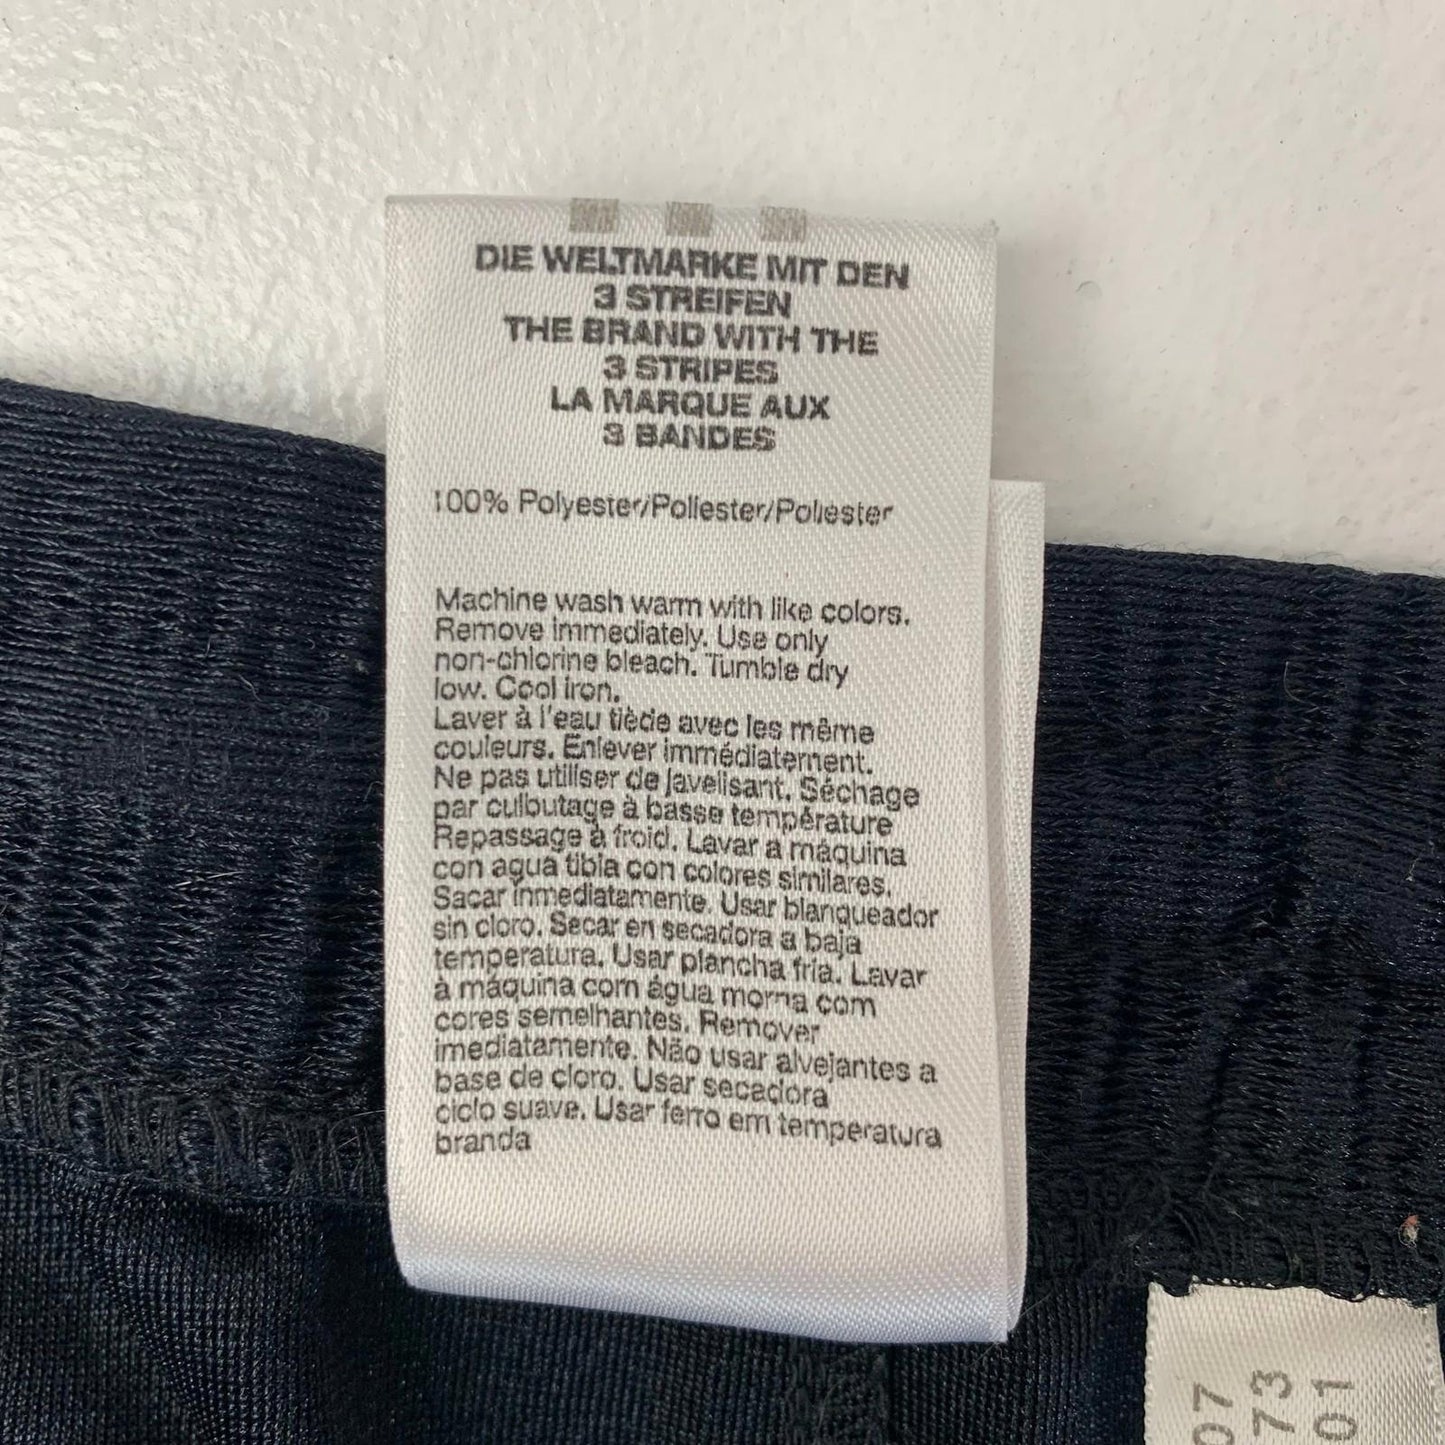 DIE WELTMARKE MIT DEN
3 STREIFEN
THE BRAND WITH THE
3 STRIPES
LA MARQUE AUX
3 BANDES
100% Polyester/Poliester/Poliester
Machine wash warm with like colors.
Remove immediately. Use only
non-chlorine bleach. Tumble dry
low. Cool iron.
Laver à l'eau tiède avec les même
couleurs. Enlever immédiatement.
Ne pas utiliser de javelisant. Séchage
par culbutage à basse température
Repassage à froid. Lavar a máquina
con agua tibia con colores similares.
Sacar inmediatamente. Usar blanqueador
sin cloro. Secar en secadora a baja
temperatura. Usar plancha fria. Lavar
à máquina com água morna com
cores semelhantes. Remover
imediatamente. Não usar alvejantes a
base de cloro. Usar secadora
ciclo suave. Usar ferro em temperatura
branda
07
73
01